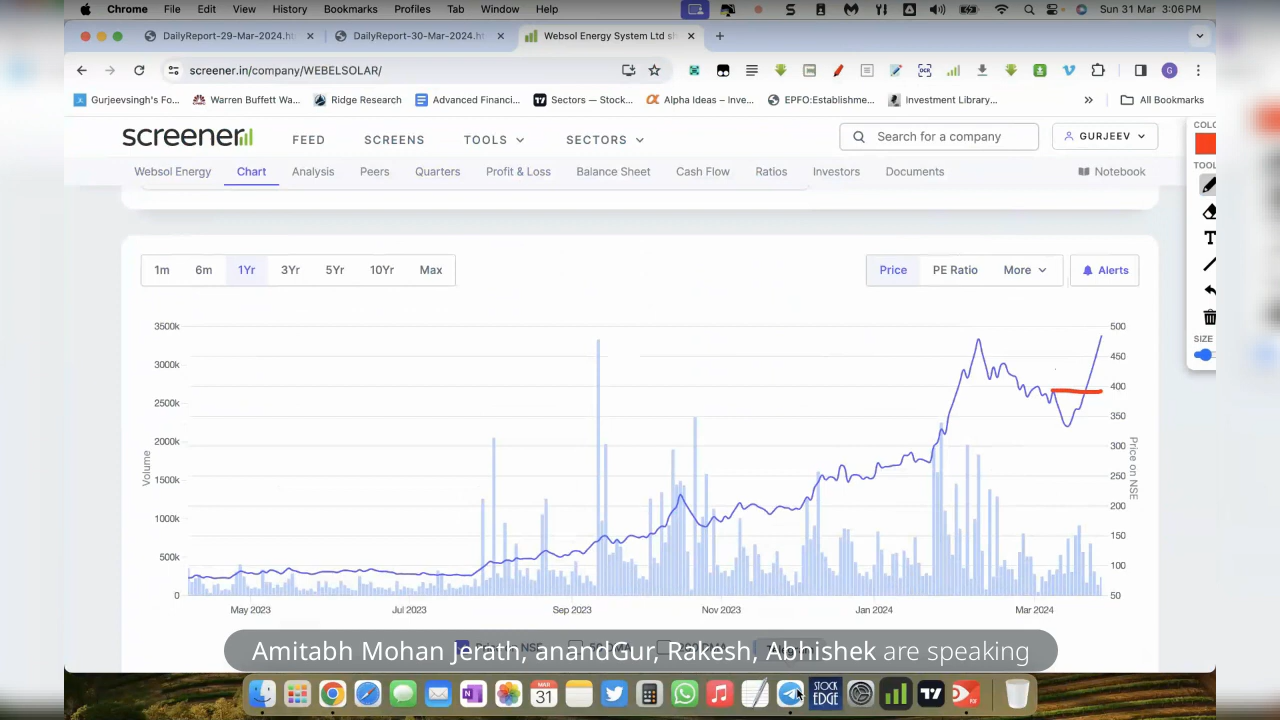 Chrome File Edit View History Bookmarks Profiles Tab Window Help Sun 31 Mar 3:06 PM
DailyReport-29-Mar-2024.h DailyReport-30-Mar-2024.h Websol Energy System Ltd sh
screener.in/company/WEBELSOLAR/
Gurjeevsingh's Fo... Warren Buffett Wa... Ridge Research Advanced Financi... Sectors — Stock... Alpha Ideas – Inve... EPFO:Establishme... Investment Library... » All Bookmarks
screener FEED SCREENS TOOLS SECTORS Search for a company GURJEEV
Websol Energy Chart Analysis Peers Quarters Profit & Loss Balance Sheet Cash Flow Ratios Investors Documents Notebook
COLO
TOOL
T
SIZE
1m 6m 1Yr 3Yr 5Yr 10Yr Max Price PE Ratio More Alerts
3500k 500
3000k 450
400
2500k 350
2000k 300
1500k 250
200
1000k 150
500k 100
0 50
Volume
Price on NSE
May 2023 Jul 2023 Sep 2023 Nov 2023 Jan 2024 Mar 2024
Amitabh Mohan Jerath, anandGur, Rakesh, Abhishek are speaking
MAR 31 STOCK EDGE